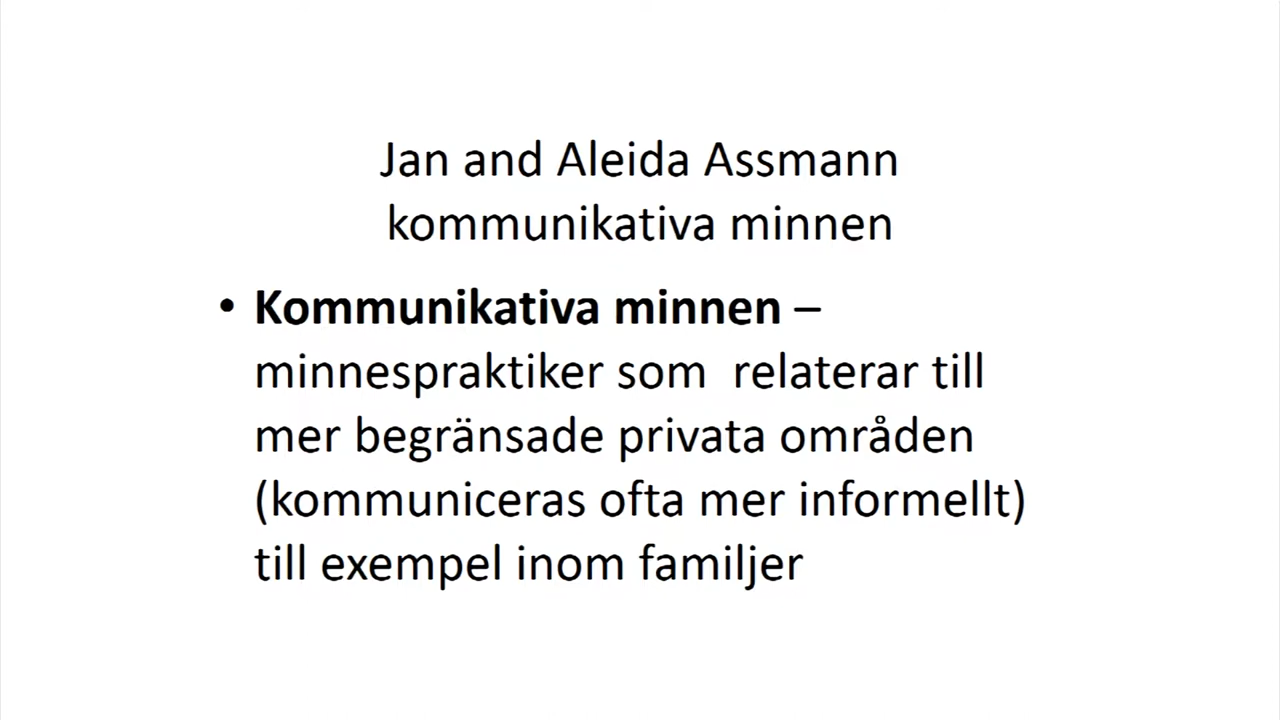 Jan and Aleida Assmann
kommunikativa minnen
• Kommunikativa minnen –
minnespraktiker som  relaterar till
mer begränsade privata områden
(kommuniceras ofta mer informellt)
till exempel inom familjer